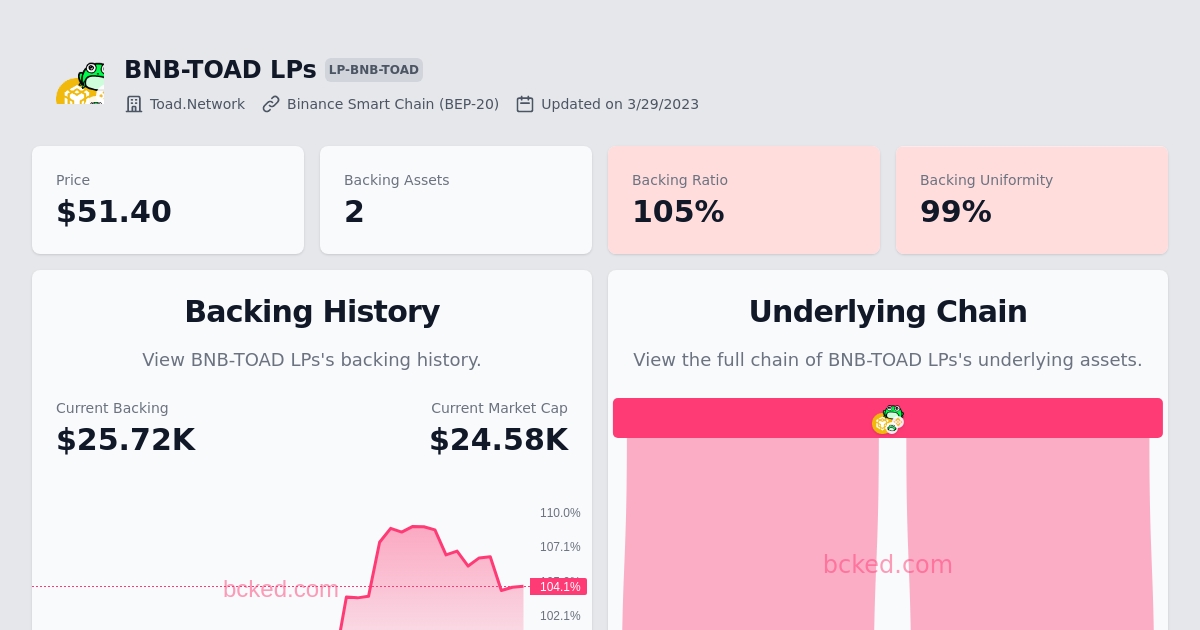 BNB-TOAD LPs LP-BNB-TOAD
Toad.Network Binance Smart Chain (BEP-20) Updated on 3/29/2023
Price
$51.40
Backing Assets
2
Backing Ratio
105%
Backing Uniformity
99%
Backing History
View BNB-TOAD LPs's backing history.
Current Backing
$25.72K
Current Market Cap
$24.58K
110.0%
107.1%
104.1%
102.1%
bcked.com
Underlying Chain
View the full chain of BNB-TOAD LPs's underlying assets.
bcked.com